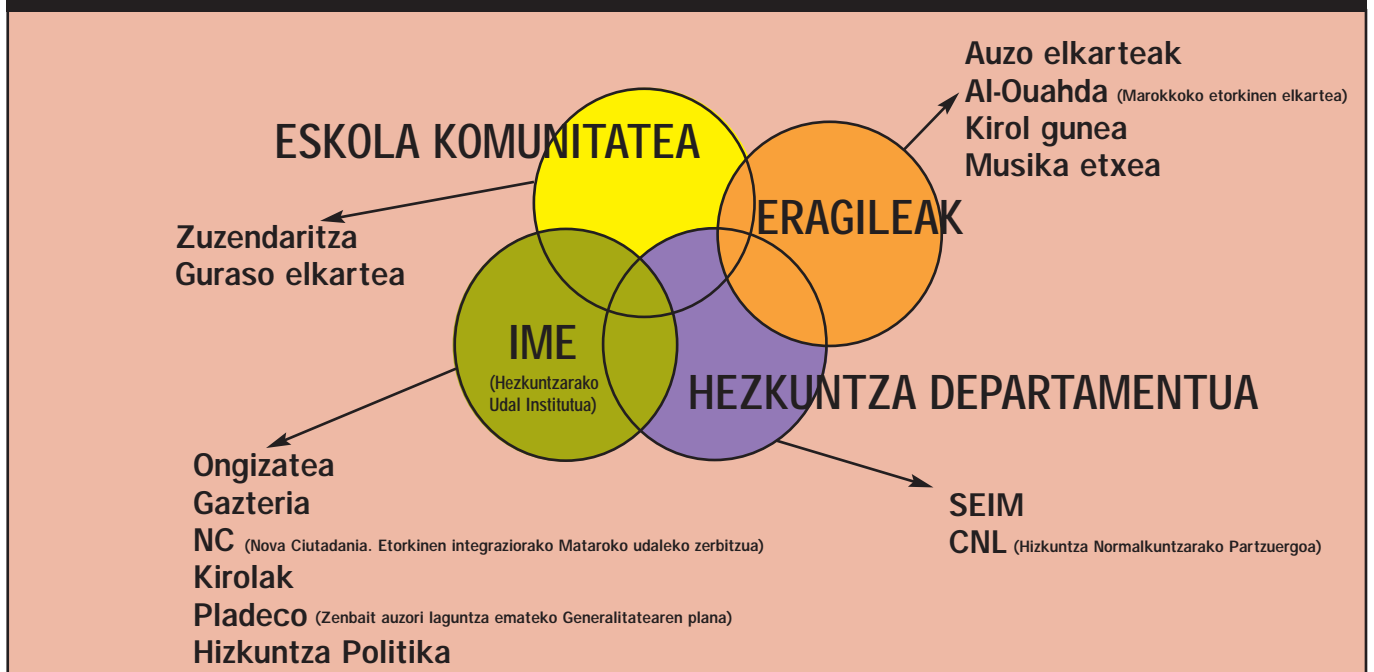 ESKOLA KOMUNITATEA
Zuzendaritza
Guraso elkartea
ERAGILEAK
Auzo elkarteak
Al-Ouahda (Marokkoko etorkinen elkartea)
Kirol gunea
Musika etxea
IME
(Hezkuntzarako
Udal Institutua)
Ongizatea
Gazteria
NC (Nova Ciutadania. Etorkinen integraziorako Mataroko udaleko zerbitzua)
Kirolak
Pladeco (Zenbait auzori laguntza emateko Generalitatearen plana)
Hizkuntza Politika
HEZKUNTZA DEPARTAMENTUA
SEIM
CNL (Hizkuntza Normalkuntzarako Partzuergoa)